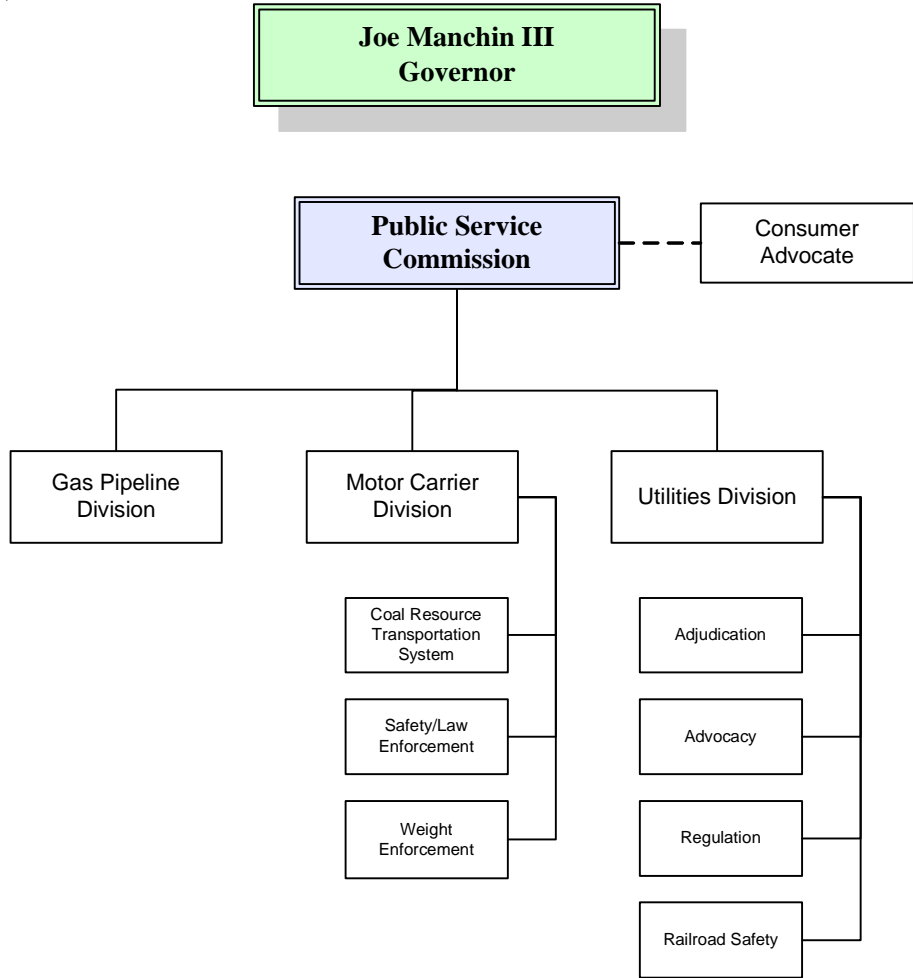 Joe Manchin III
Governor
Public Service
Commission
Consumer
Advocate
Gas Pipeline
Division
Motor Carrier
Division
Utilities Division
Coal Resource
Transportation
System
Safety/Law
Enforcement
Weight
Enforcement
Adjudication
Advocacy
Regulation
Railroad Safety